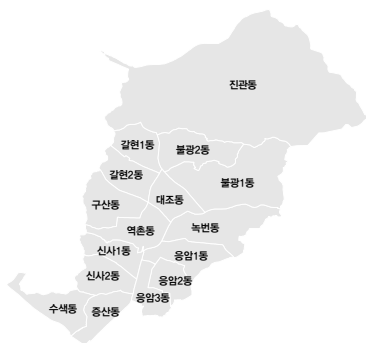 진관동
갈현1동
불광2동
갈현2동
불광1동
구산동
대조동
역촌동
녹번동
신사1동
응암1동
신사2동
응암2동
응암3동
수색동
증산동